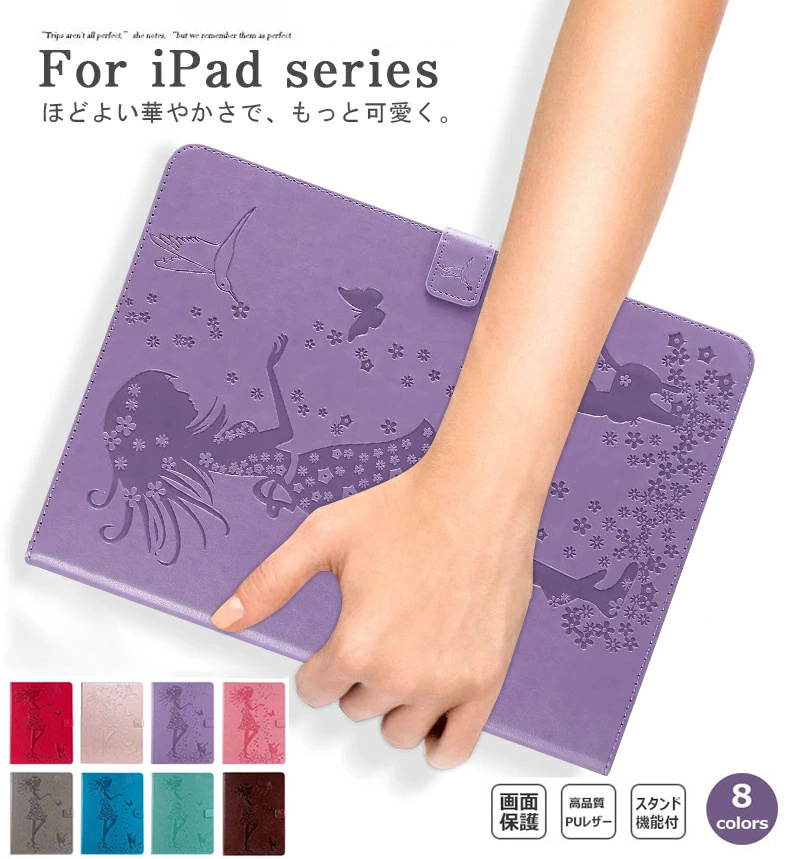 “Trips aren't all perfect,” she notes, “but we remember them as perfect
For iPad series
ほどよい華やかさで、もっと可愛く。
画面
保護
高品質
PUレザー
スタンド
機能付
8
colors